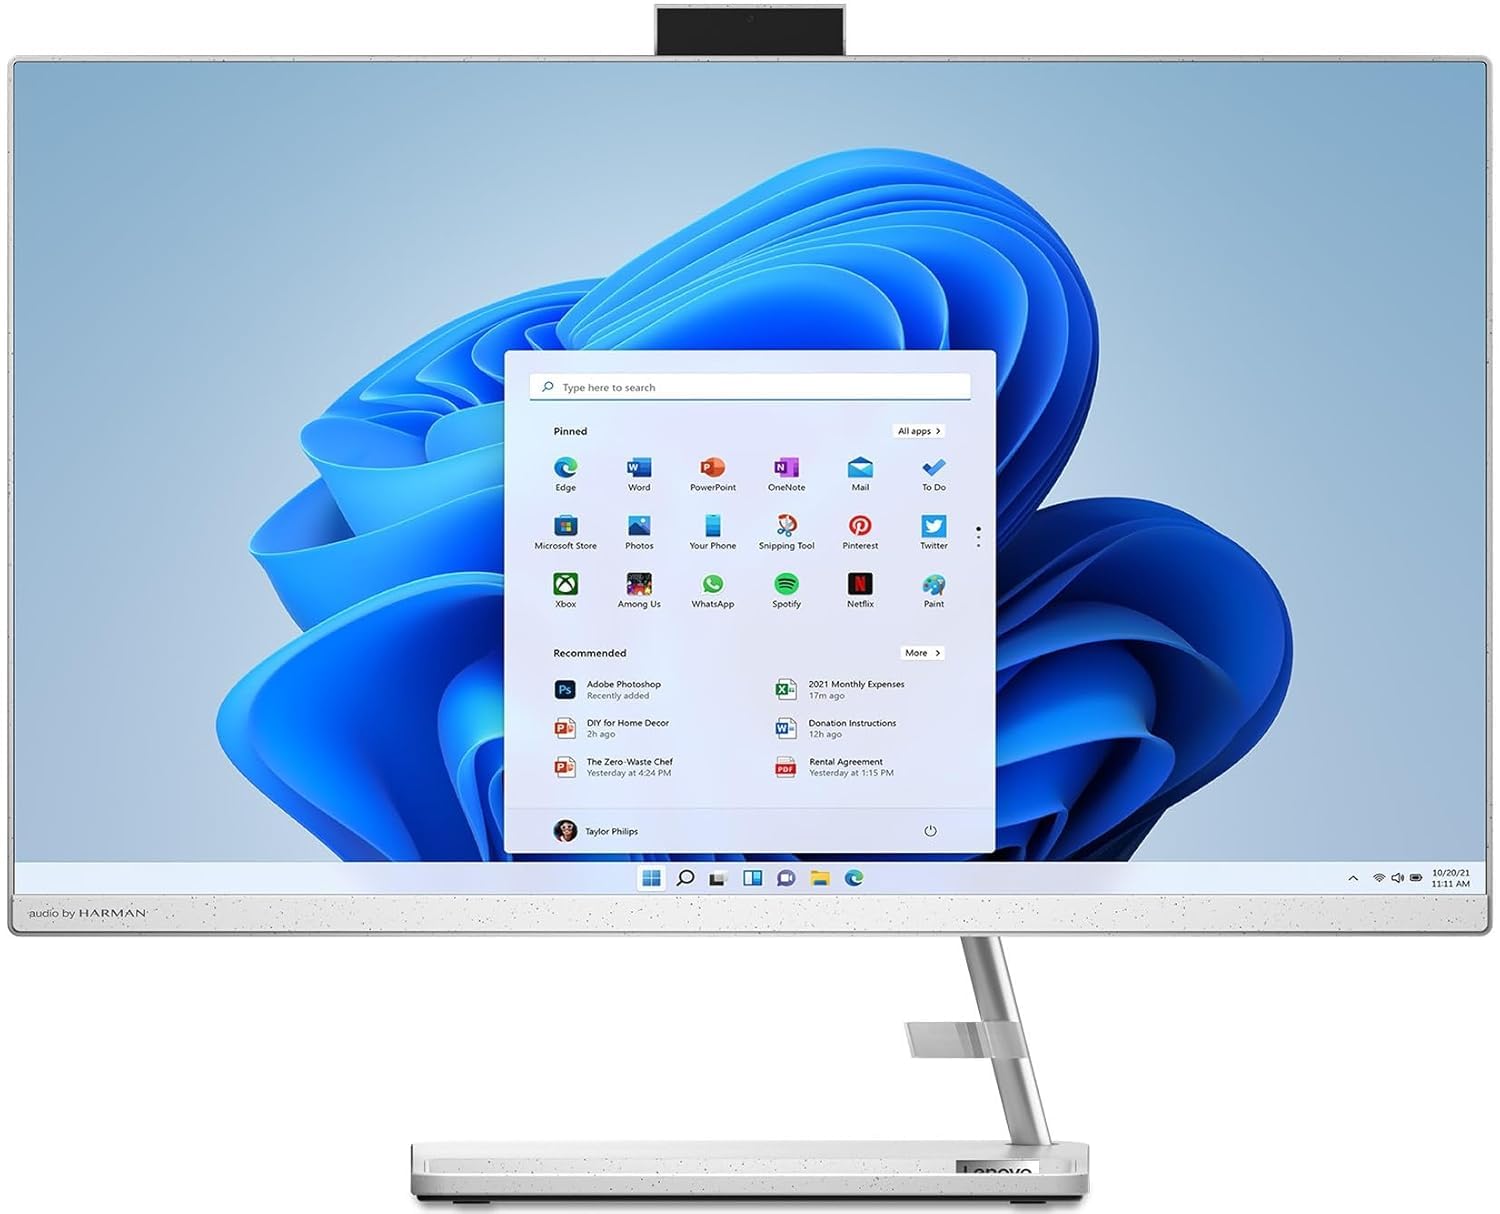 Type here to search
Pinned
All apps >
Edge
Word
PowerPoint
OneNote
Mail
To Do
Microsoft Store
Photos
Your Phone
Snipping Tool
Pinterest
Twitter
Xbox
Among Us
WhatsApp
Spotify
Netflix
Paint
Recommended
More >
Adobe Photoshop
Recently added
2021 Monthly Expenses
17m ago
DIY for Home Decor
2h ago
Donation Instructions
12h ago
The Zero-Waste Chef
Yesterday at 4:24 PM
Rental Agreement
Yesterday at 1:15 PM
Taylor Philips
10/20/21
11:11 AM
audio by HARMAN
Lenovo